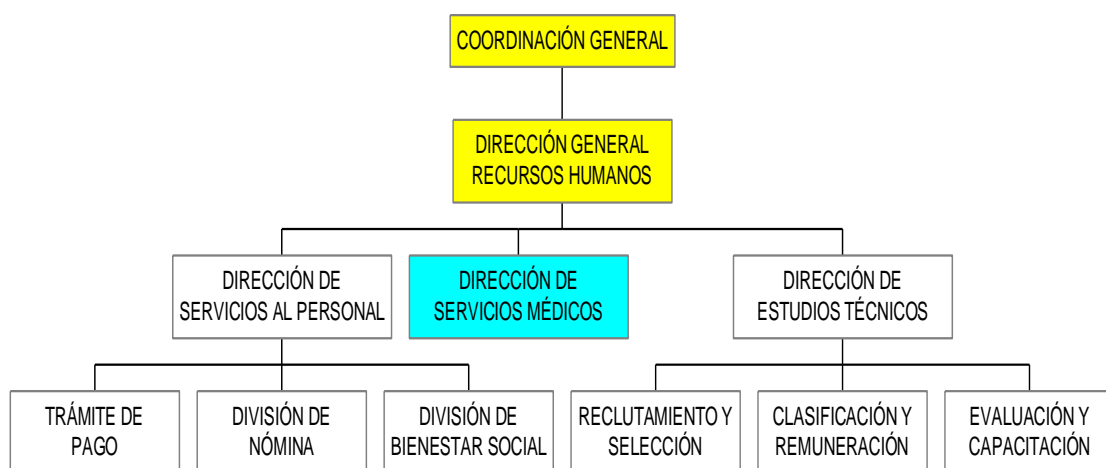 COORDINACIÓN GENERAL
DIRECCIÓN GENERAL
RECURSOS HUMANOS
DIRECCIÓN DE
SERVICIOS AL PERSONAL
DIRECCIÓN DE
SERVICIOS MÉDICOS
DIRECCIÓN DE
ESTUDIOS TÉCNICOS
TRÁMITE DE
PAGO
DIVISIÓN DE
NÓMINA
DIVISIÓN DE
BIENESTAR SOCIAL
RECLUTAMIENTO Y
SELECCIÓN
CLASIFICACIÓN Y
REMUNERACIÓN
EVALUACIÓN Y
CAPACITACIÓN